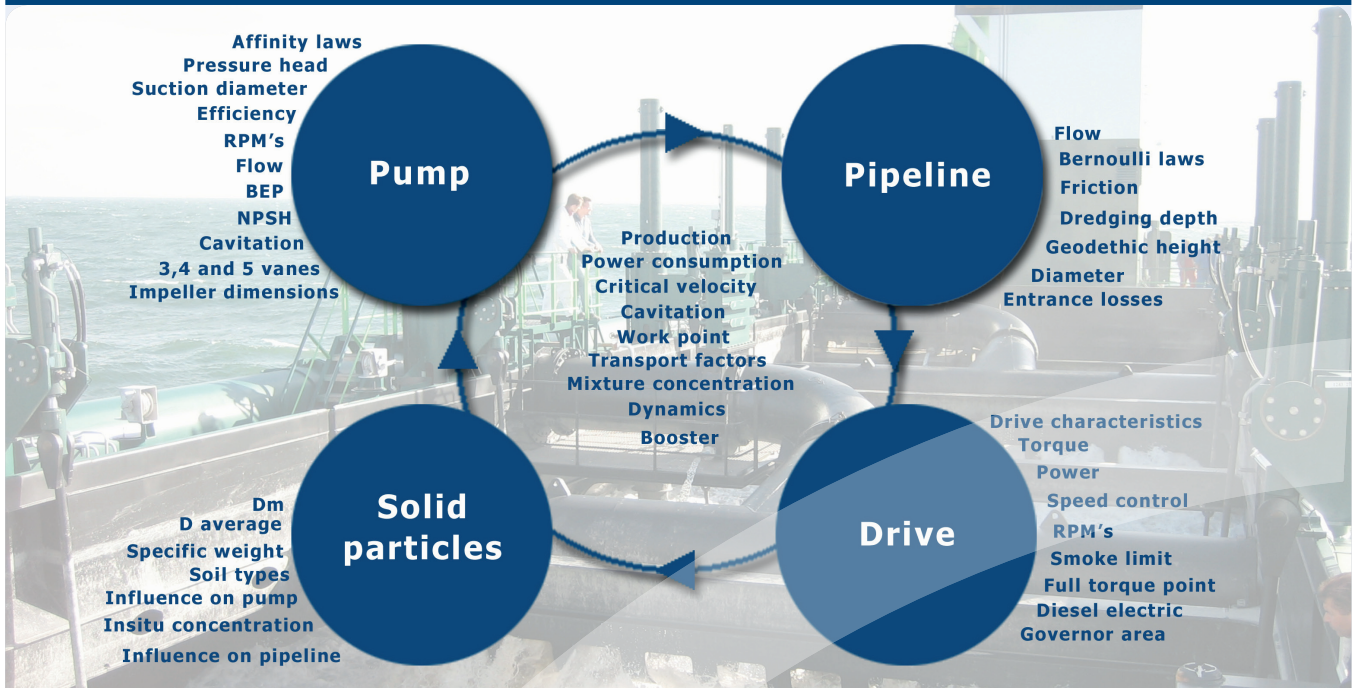 Affinity laws
Pressure head
Suction diameter
Efficiency
RPM's
Flow
BEP
NPSH
Cavitation
3,4 and 5 vanes
Impeller dimensions
Pump
Pipeline
Flow
Bernoulli laws
Friction
Dredging depth
Geodethic height
Diameter
Entrance losses
Production
Power consumption
Critical velocity
Cavitation
Work point
Transport factors
Mixture concentration
Dynamics
Booster
Dm
D average
Specific weight
Soil types
Influence on pump
Insitu concentration
Influence on pipeline
Solid
particles
Drive
Drive characteristics
Torque
Power
Speed control
RPM's
Smoke limit
Full torque point
Diesel electric
Governor area